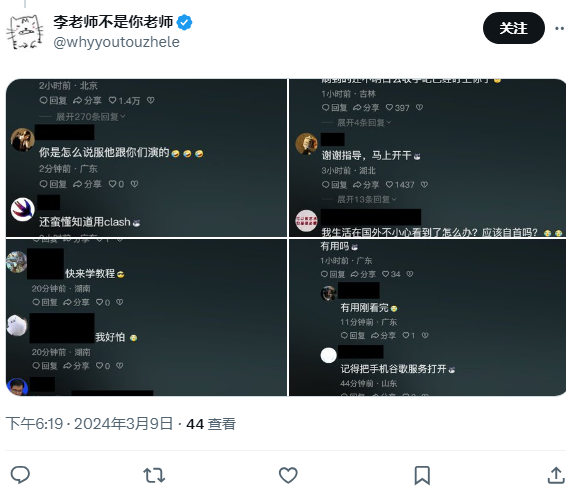 李老师不是你老师
@whyyoutouzhele
关注
2小时前 · 北京
回复 分享 1.4万
展开270条回复
你是怎么说服他跟你们演的
2分钟前 · 广东
回复 分享 0
还蛮懂知道用clash
1小时前 · 吉林
回复 分享 397
展开4条回复
谢谢指导，马上开干
3小时前 · 湖北
回复 分享 1437
展开13条回复
我生活在国外不小心看到了怎么办？应该自首吗？
快来学教程
20分钟前 · 湖南
回复 分享 0
我好怕
20分钟前 · 湖南
回复 分享 0
有用吗
1小时前 · 广东
回复 分享 34
有用刚看完
11分钟前 · 广东
回复 分享 1
记得把手机谷歌服务打开
44分钟前 · 山东
下午6:19 · 2024年3月9日 · 44 查看